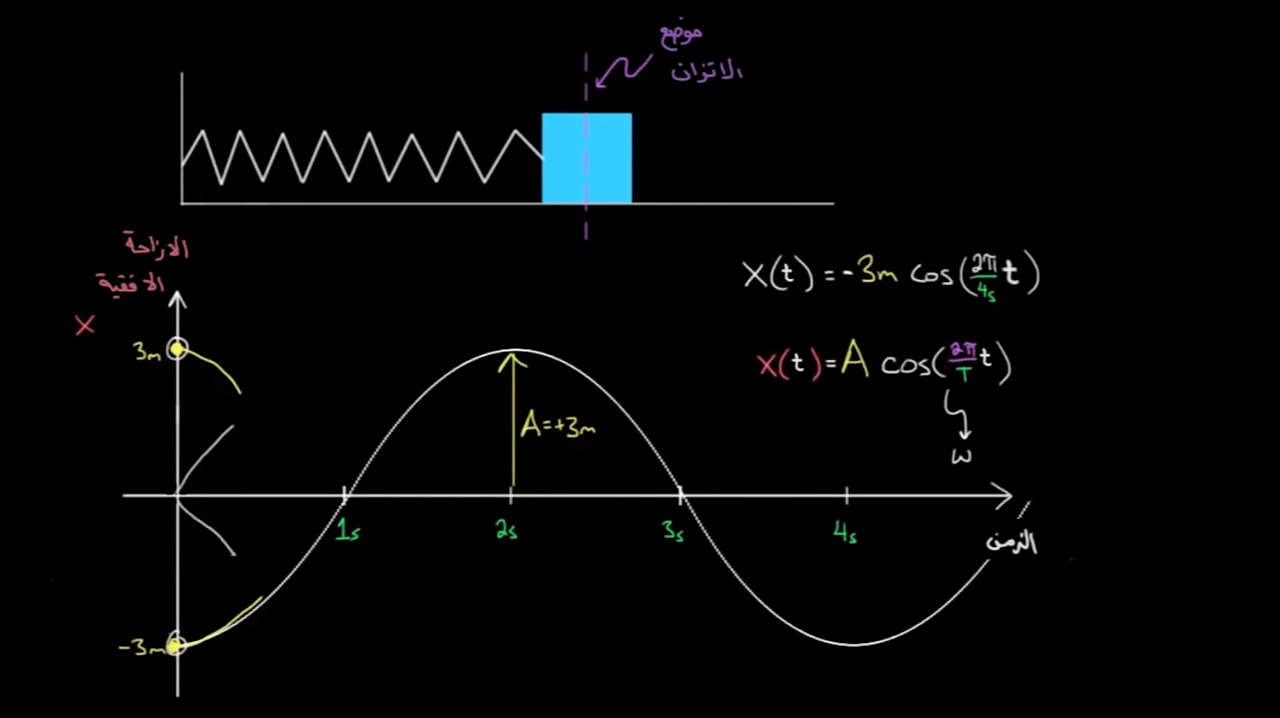 موضع
الاتزان
الازاحة
الافقية
X
3m
X(t) = -3m cos(2π/4s t)
X(t) = A cos(2π/T t)
A=+3m
ω
1s 2s 3s 4s
الزمن
-3m